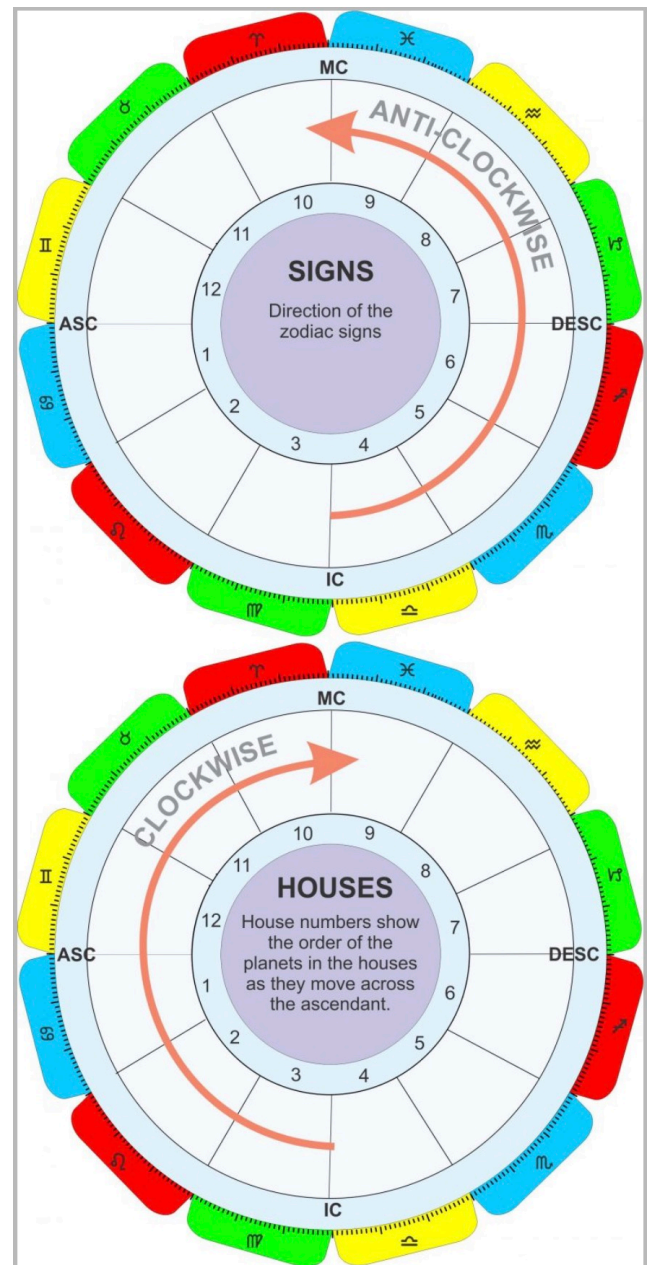 ♈ ♓
MC
♉ ♒
ANTI-CLOCKWISE
10 9
11 8
♊ ♑
SIGNS
12 7
Direction of the
zodiac signs
ASC DESC
1 6
♋ ♐
2 5
3 4
♌ ♏
IC
♍ ♎
♈ ♓
MC
♉ ♒
CLOCKWISE
10 9
11 8
♊ ♑
HOUSES
12 7
House numbers show
the order of the
planets in the houses
as they move across
the ascendant.
ASC DESC
1 6
♋ ♐
2 5
3 4
♌ ♏
IC
♍ ♎